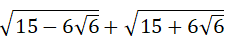 √(15 − 6√6) + √(15 + 6√6)